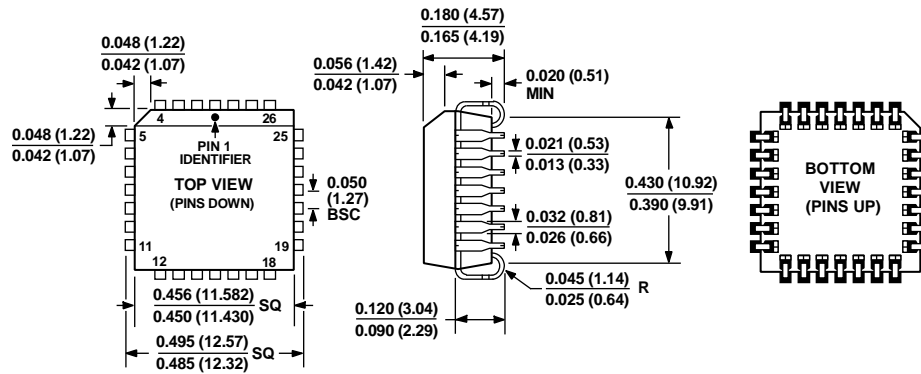 0.048 (1.22)
0.042 (1.07)
0.048 (1.22)
0.042 (1.07)
4
26
5
25
PIN 1
IDENTIFIER
TOP VIEW
(PINS DOWN)
11
19
12
18
0.050
(1.27)
BSC
0.456 (11.582)
0.450 (11.430)
SQ
0.495 (12.57)
0.485 (12.32)
SQ
0.180 (4.57)
0.165 (4.19)
0.056 (1.42)
0.042 (1.07)
0.020 (0.51)
MIN
0.021 (0.53)
0.013 (0.33)
0.032 (0.81)
0.026 (0.66)
0.430 (10.92)
0.390 (9.91)
0.045 (1.14)
0.025 (0.64)
R
0.120 (3.04)
0.090 (2.29)
BOTTOM
VIEW
(PINS UP)